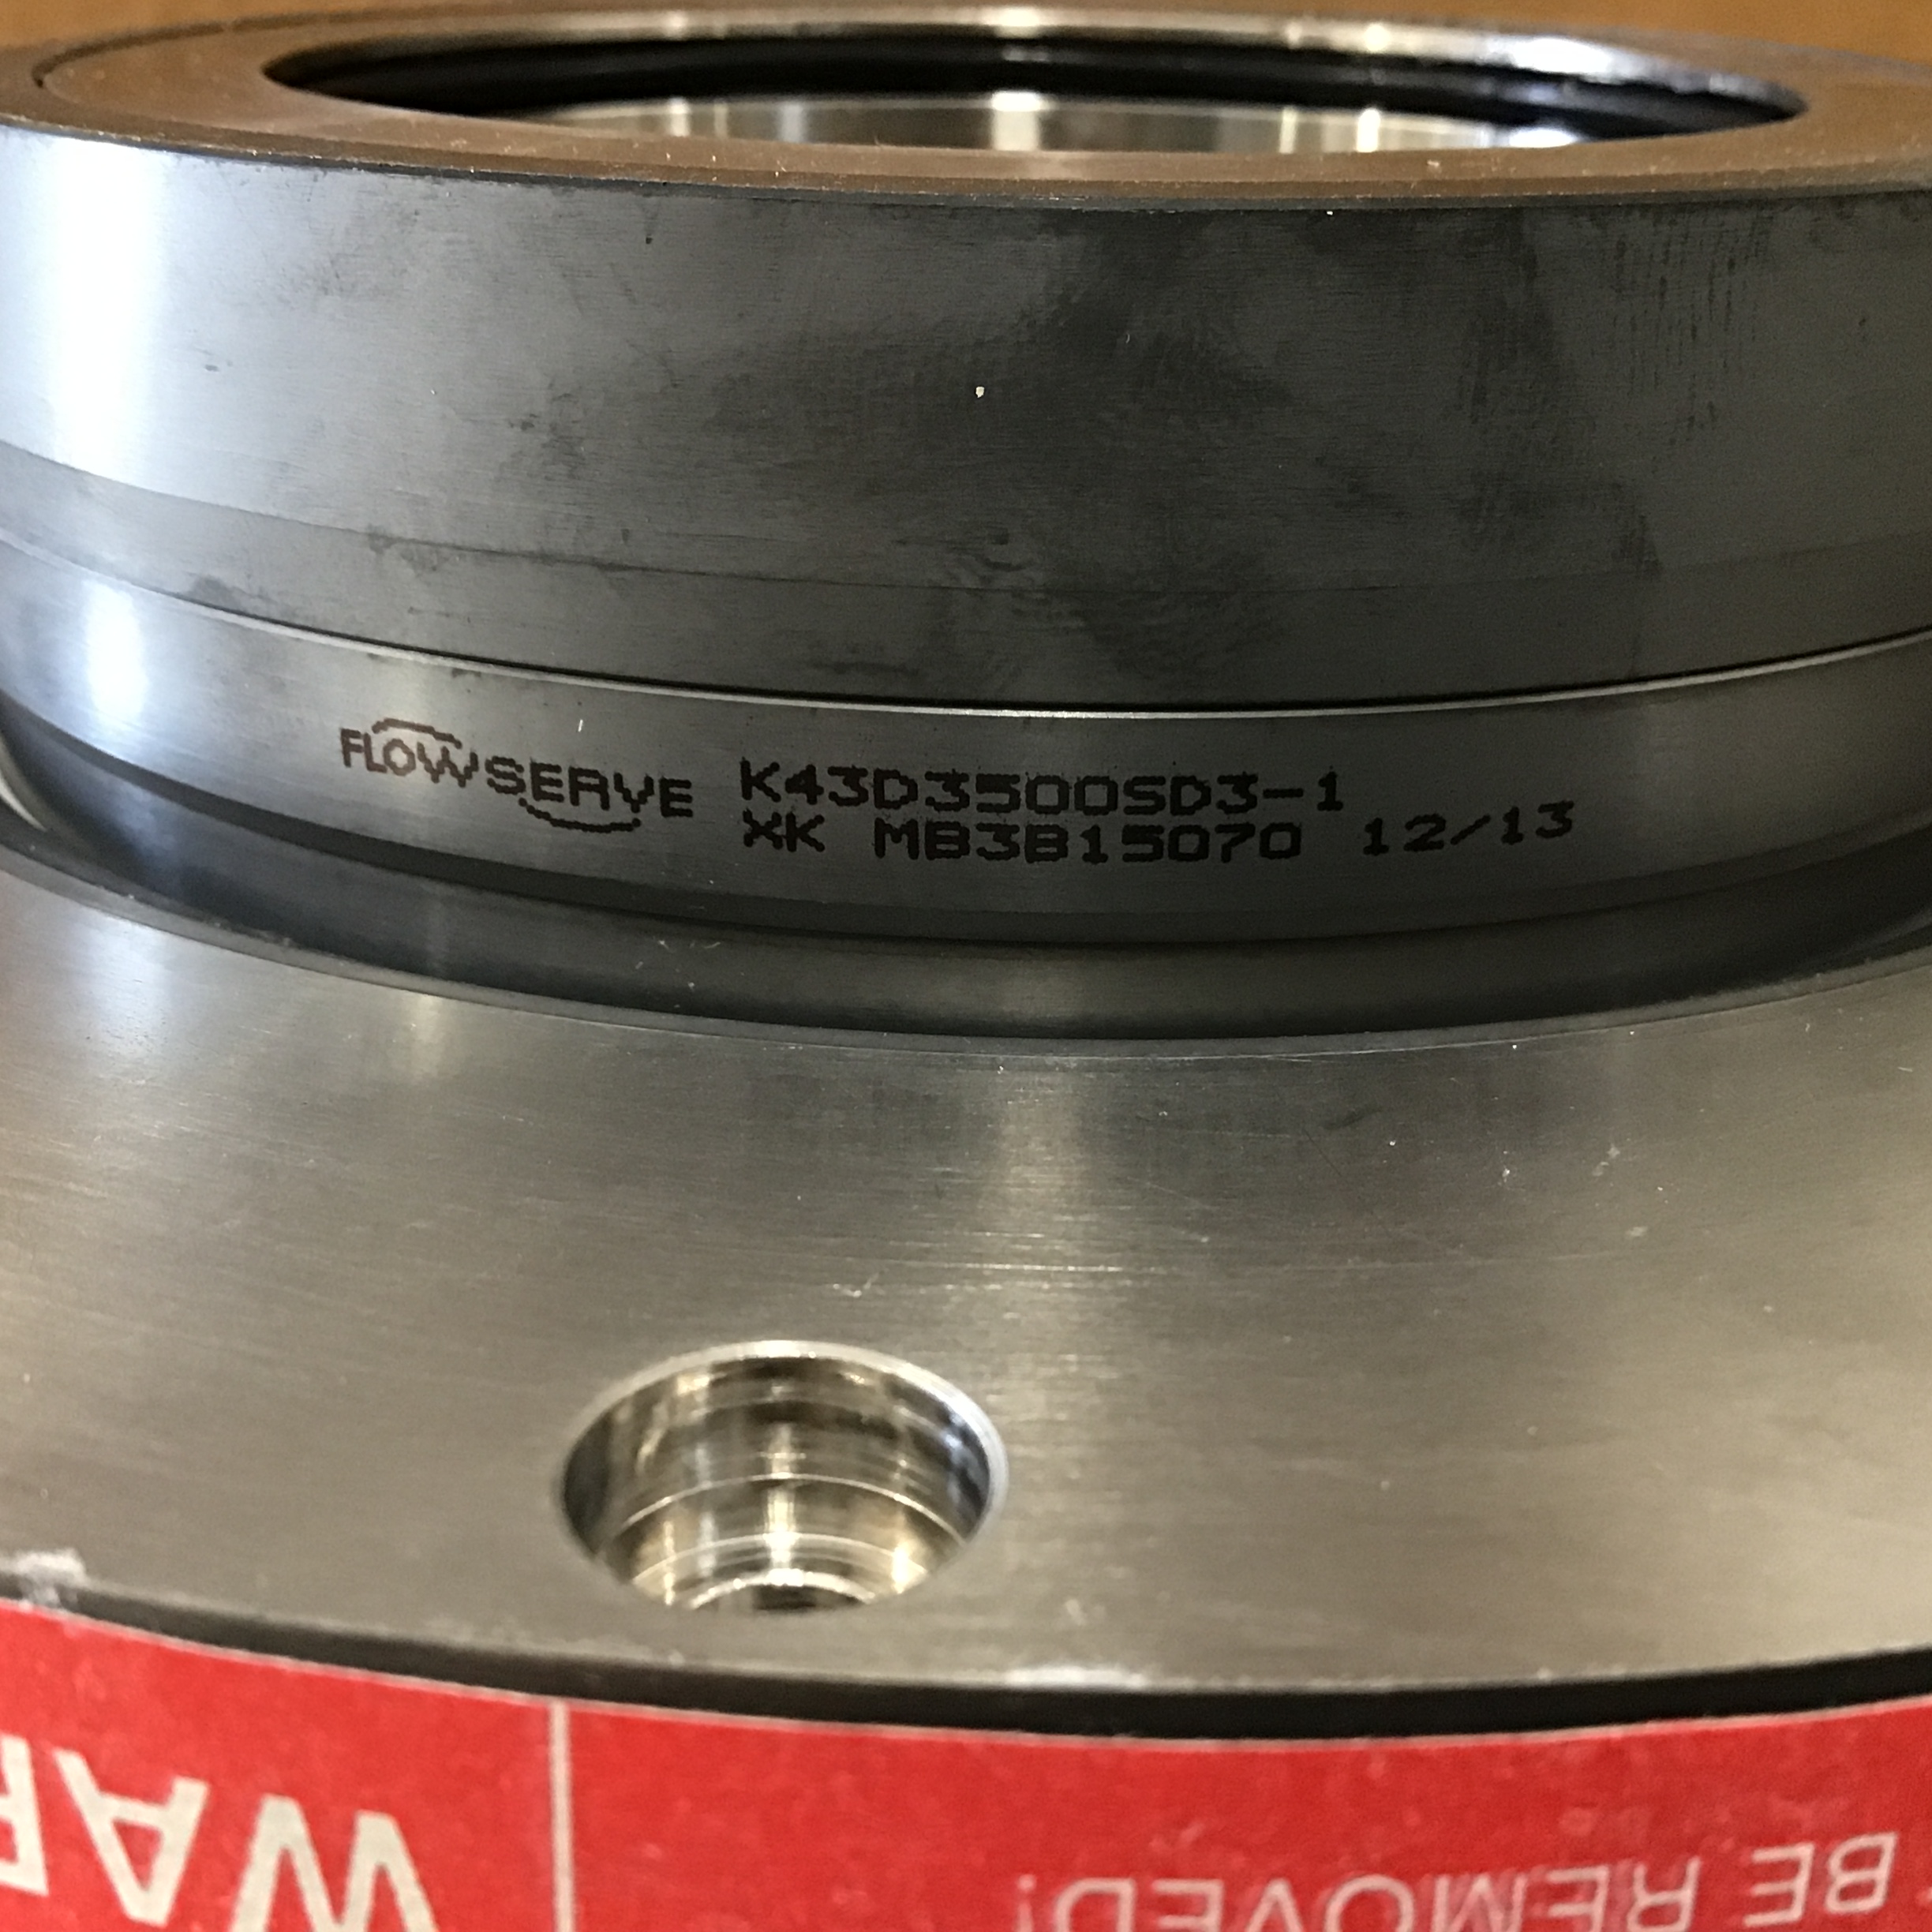 FLOWSERVE K43D3500SD3-1
XK MB3B15070 12/13
BE REMOVED!